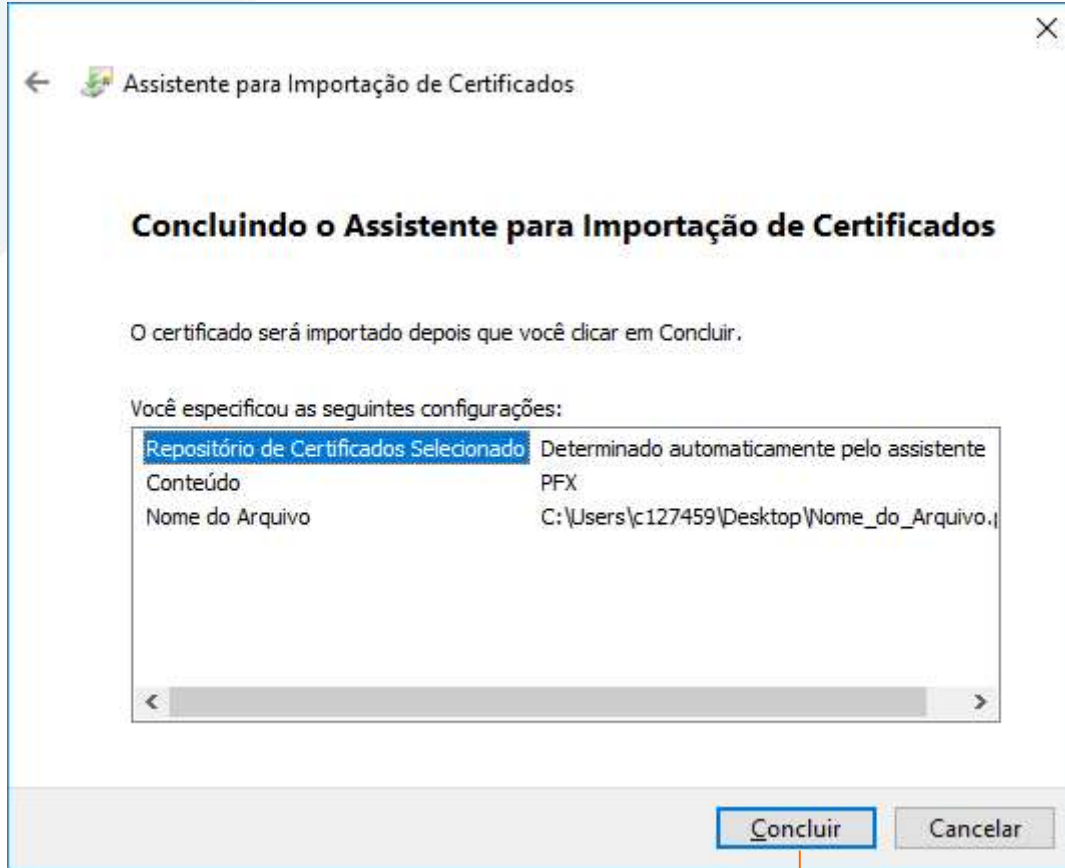 Assistente para Importação de Certificados
Concluindo o Assistente para Importação de Certificados
O certificado será importado depois que você clicar em Concluir.
Você especificou as seguintes configurações:
Repositório de Certificados Selecionado Determinado automaticamente pelo assistente
Conteúdo PFX
Nome do Arquivo C:\Users\c127459\Desktop\Nome_do_Arquivo.
Concluir Cancelar